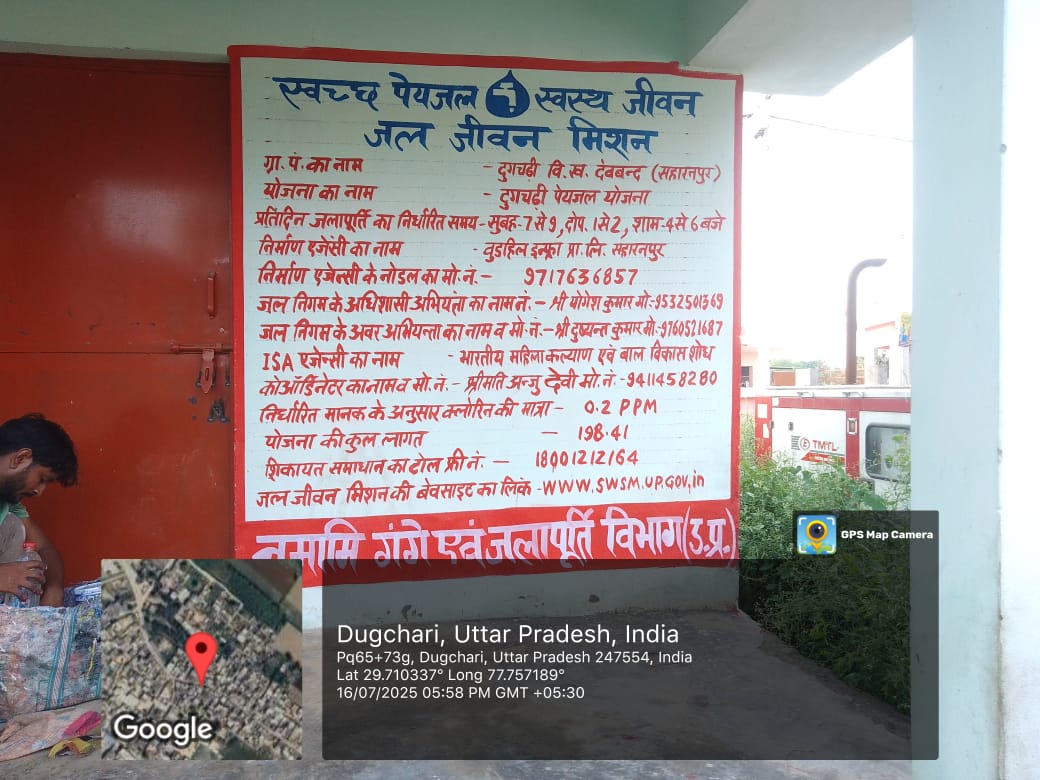 स्वच्छ पेयजल स्वस्थ जीवन
जल जीवन मिशन
ग्रा. पं. का नाम - दुगचढ़ी वि.ख. देवबन्द (सहारनपुर)
योजना का नाम - दुगचढ़ी पेयजल योजना
प्रतिदिन जलापूर्ति का निर्धारित समय - सुबह-7 से 9, दोप. 1 से 2, शाम-4 से 6 बजे
निर्माण एजेंसी का नाम - वुडहिल इन्फ्रा प्रा. लि. सहारनपुर
निर्माण एजेन्सी के नोडल का मो. नं. - 9717636857
जल निगम के अधिशासी अभियंता का नाम नं. - श्री योगेश कुमार मो.-9532501369
जल निगम के अवर अभियन्ता का नाम व मो. नं. - श्री दुष्यन्त कुमार मो.-9760521687
ISA एजेन्सी का नाम - भारतीय महिला कल्याण एवं बाल विकास शोध
कोऑर्डिनेटर का नाम व मो. नं. - श्रीमति अन्जु देवी मो. नं. -9411458280
निर्धारित मानक के अनुसार क्लोरिन की मात्रा - 0.2 PPM
योजना की कुल लागत - 198.41
शिकायत समाधान का टोल फ्री नं. - 18001212164
जल जीवन मिशन की बेवसाइट का लिंक -WWW.SWSM.UP.GOV.in
नमामि गंगे एवं जलापूर्ति विभाग (उ.प्र.)
TMTL
GPS Map Camera
Dugchari, Uttar Pradesh, India
Pq65+73g, Dugchari, Uttar Pradesh 247554, India
Lat 29.710337° Long 77.757189°
16/07/2025 05:58 PM GMT +05:30
Google